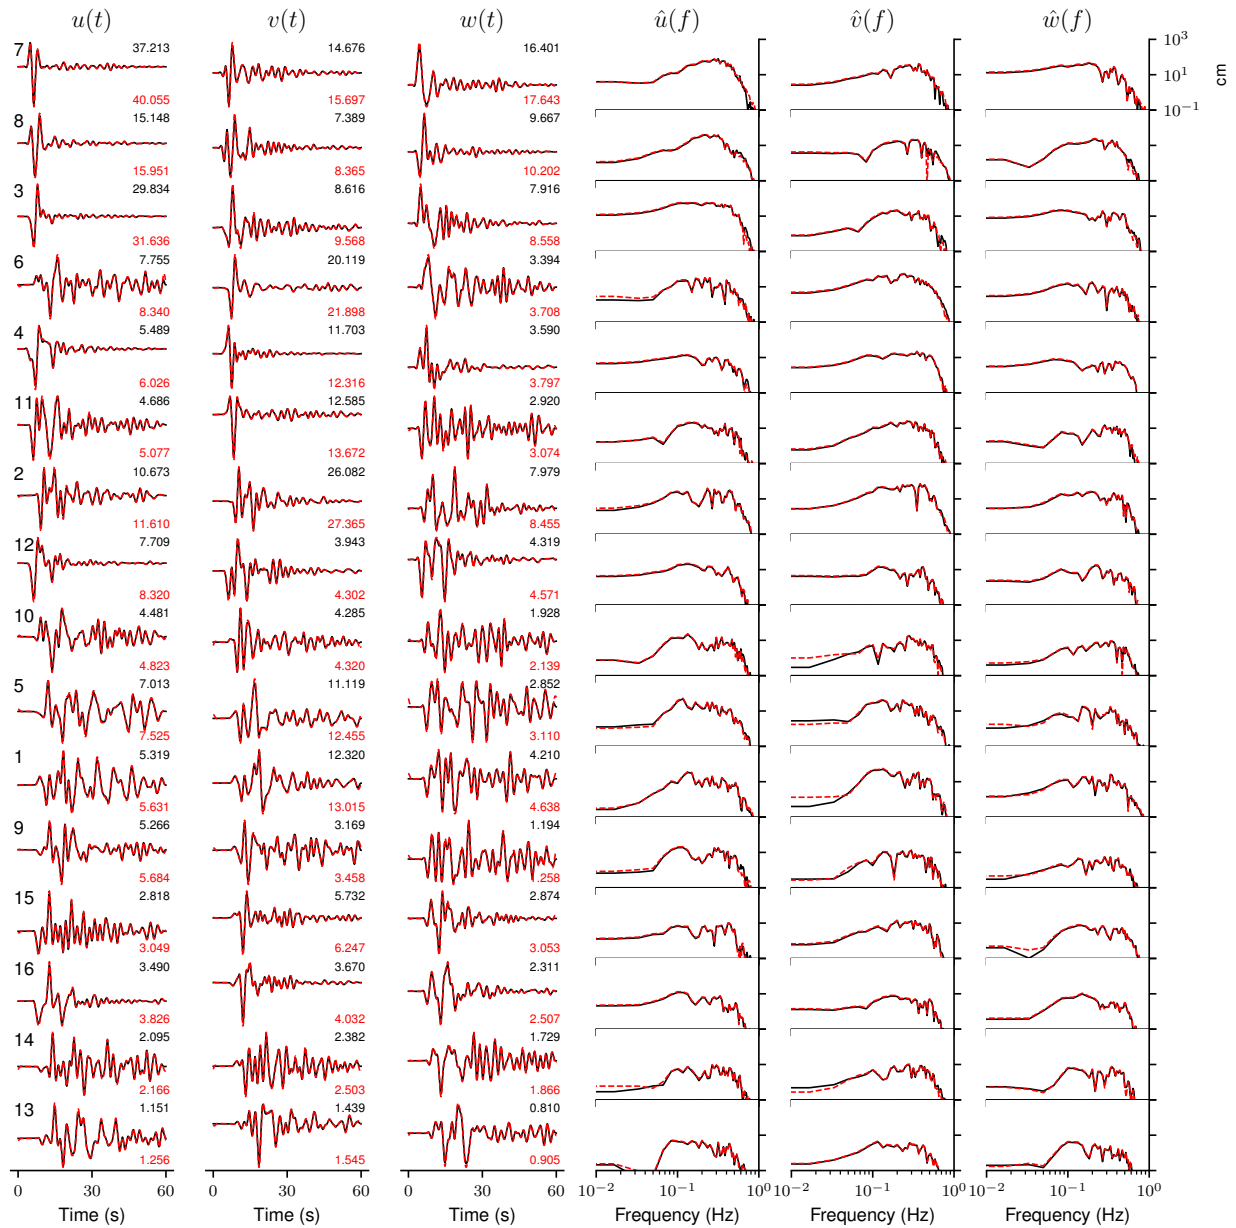 u(t) v(t) w(t) û(f) v̂(f) ŵ(f)
7 37.213 14.676 16.401 10³
10¹ cm
40.055 15.697 17.643 10⁻¹
8 15.148 7.389 9.667
15.951 8.365 10.202
3 29.834 8.616 7.916
31.636 9.568 8.558
6 7.755 20.119 3.394
8.340 21.898 3.708
4 5.489 11.703 3.590
6.026 12.316 3.797
11 4.686 12.585 2.920
5.077 13.672 3.074
2 10.673 26.082 7.979
11.610 27.365 8.455
12 7.709 3.943 4.319
8.320 4.302 4.571
10 4.481 4.285 1.928
4.823 4.320 2.139
5 7.013 11.119 2.852
7.525 12.455 3.110
1 5.319 12.320 4.210
5.631 13.015 4.638
9 5.266 3.169 1.194
5.684 3.458 1.258
15 2.818 5.732 2.874
3.049 6.247 3.053
16 3.490 3.670 2.311
3.826 4.032 2.507
14 2.095 2.382 1.729
2.166 2.503 1.866
13 1.151 1.439 0.810
1.256 1.545 0.905
0 30 60 0 30 60 0 30 60 10⁻² 10⁻¹ 10⁰ 10⁻² 10⁻¹ 10⁰ 10⁻² 10⁻¹ 10⁰
Time (s) Time (s) Time (s) Frequency (Hz) Frequency (Hz) Frequency (Hz)